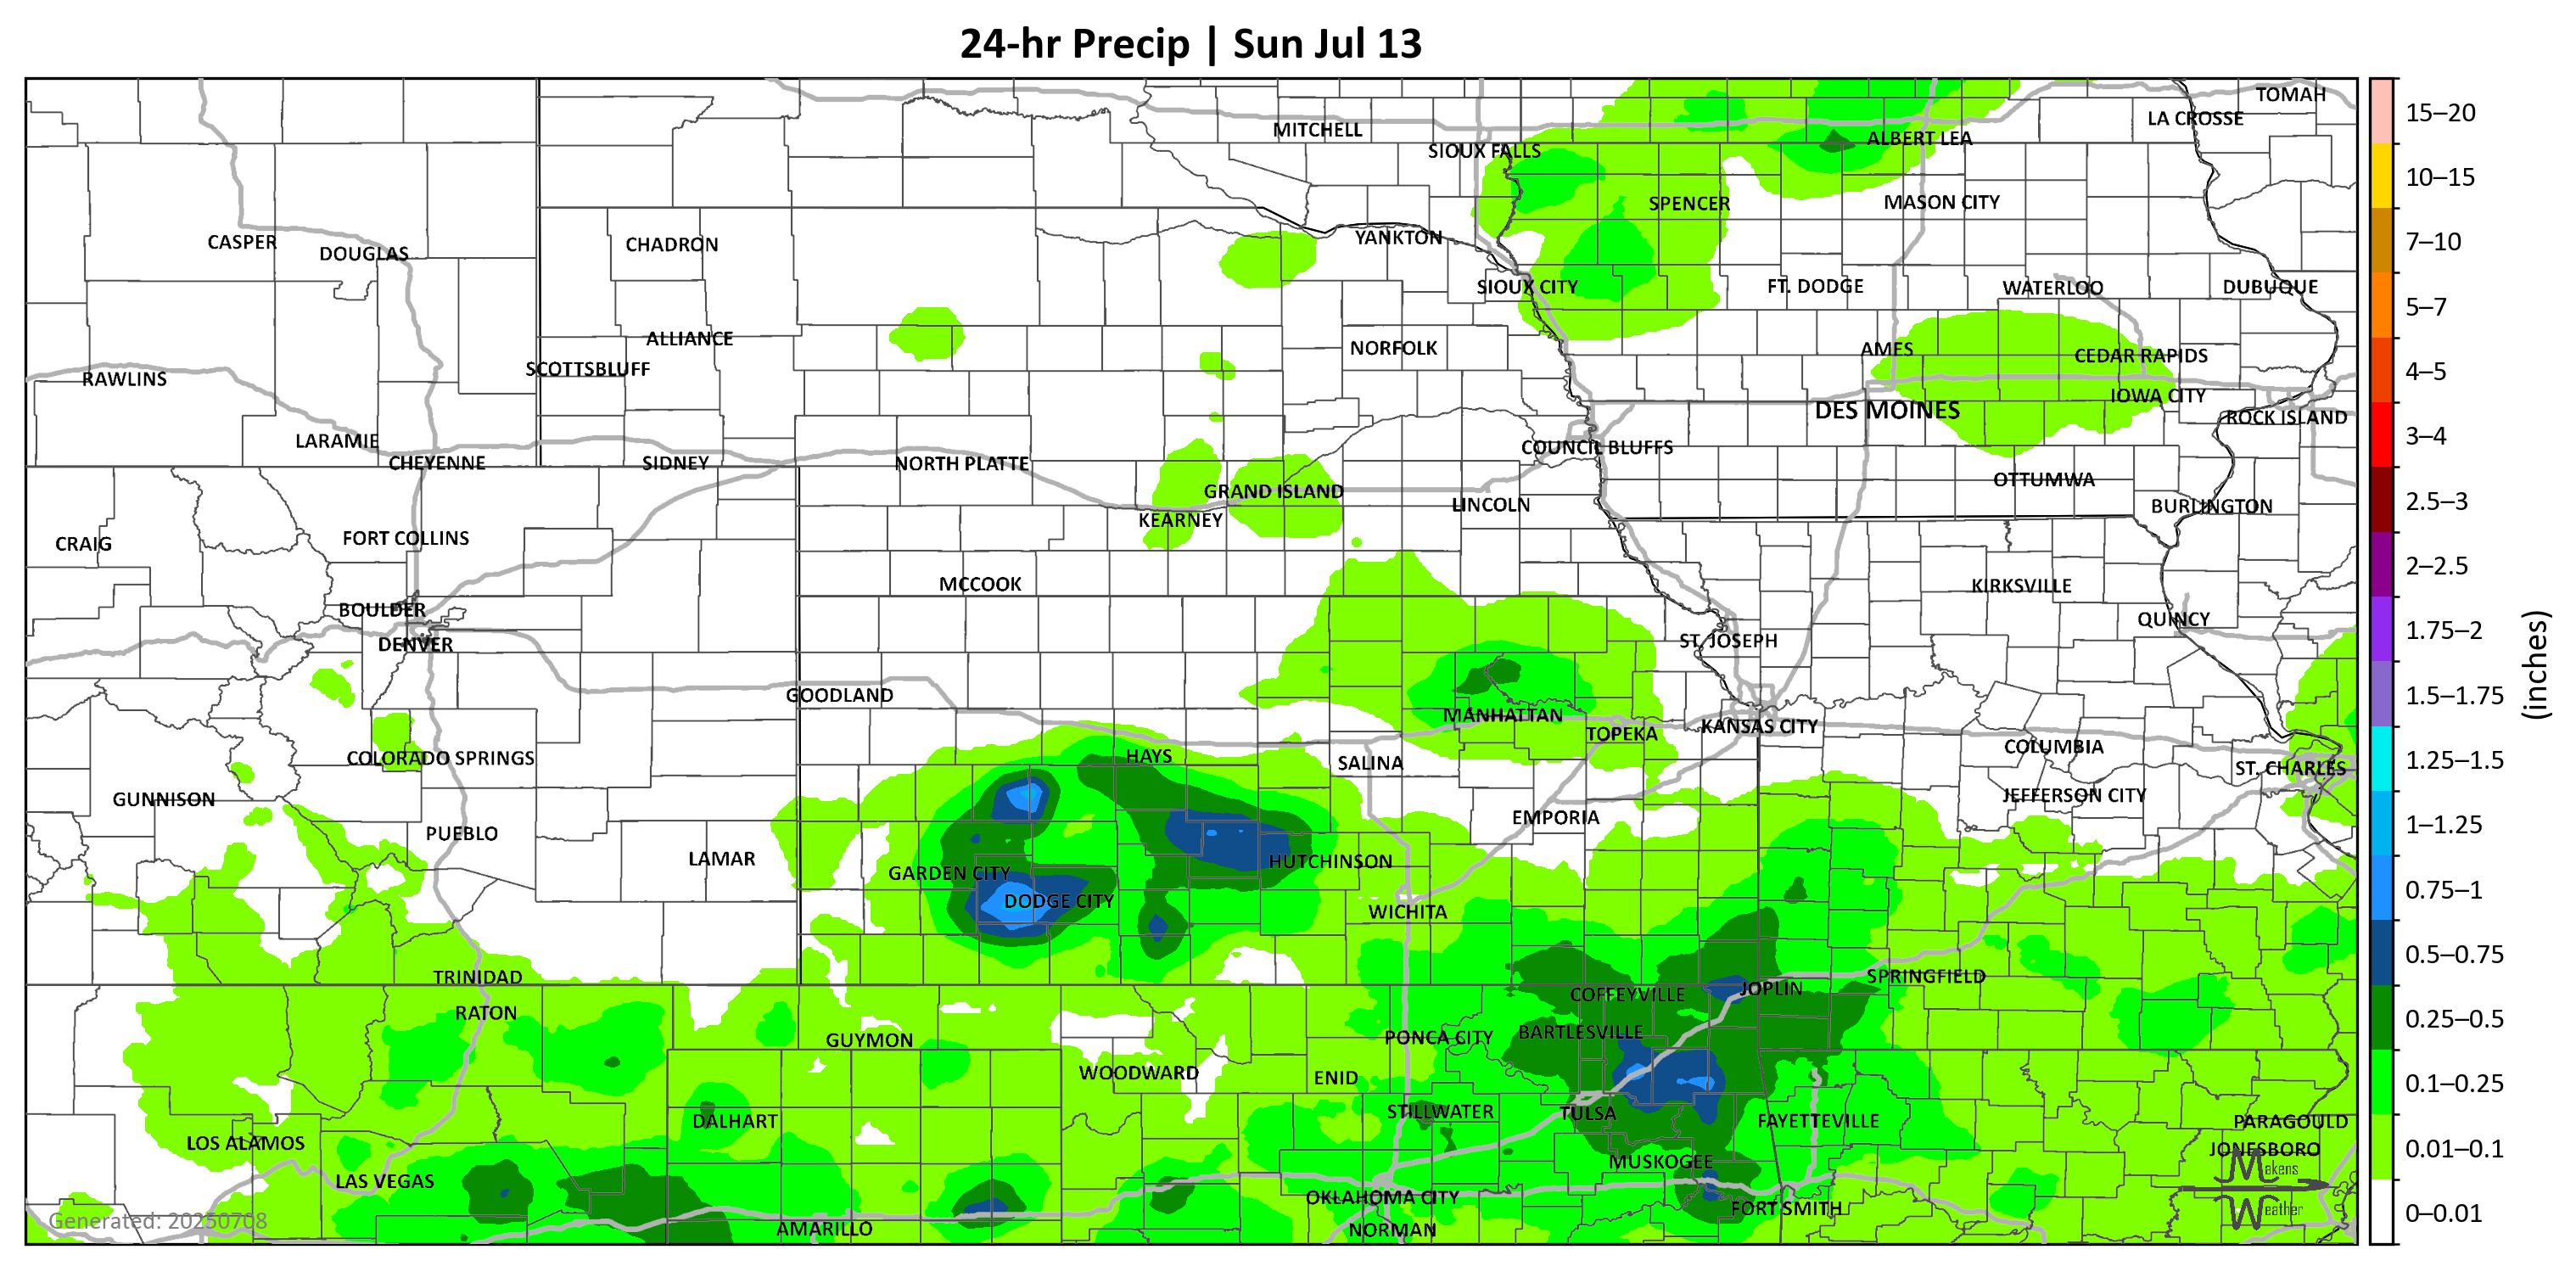 24-hr Precip | Sun Jul 13
TOMAH
LA CROSSE
MITCHELL
ALBERT LEA
SIOUX FALLS
SPENCER
MASON CITY
CASPER
DOUGLAS
CHADRON
YANKTON
SIOUX CITY
FT. DODGE
WATERLOO
DUBUQUE
ALLIANCE
NORFOLK
AMES
CEDAR RAPIDS
SCOTTSBLUFF
RAWLINS
IOWA CITY
DES MOINES
ROCK ISLAND
LARAMIE
COUNCIL BLUFFS
CHEYENNE
SIDNEY
NORTH PLATTE
OTTUMWA
GRAND ISLAND
LINCOLN
BURLINGTON
KEARNEY
FORT COLLINS
CRAIG
MCCOOK
KIRKSVILLE
BOULDER
QUINCY
DENVER
ST. JOSEPH
GOODLAND
MANHATTAN
KANSAS CITY
TOPEKA
COLUMBIA
COLORADO SPRINGS
HAYS
SALINA
ST. CHARLES
GUNNISON
JEFFERSON CITY
EMPORIA
PUEBLO
LAMAR
HUTCHINSON
GARDEN CITY
DODGE CITY
WICHITA
TRINIDAD
SPRINGFIELD
JOPLIN
COFFEYVILLE
RATON
BARTLESVILLE
GUYMON
PONCA CITY
WOODWARD
ENID
STILLWATER
TULSA
DALHART
FAYETTEVILLE
PARAGOULD
LOS ALAMOS
JONESBORO
MUSKOGEE
LAS VEGAS
OKLAHOMA CITY
FORT SMITH
AMARILLO
NORMAN
Generated: 20250708
Makens
Weather
15–20
10–15
7–10
5–7
4–5
3–4
2.5–3
2–2.5
1.75–2
1.5–1.75
1.25–1.5
1–1.25
0.75–1
0.5–0.75
0.25–0.5
0.1–0.25
0.01–0.1
0–0.01
(inches)